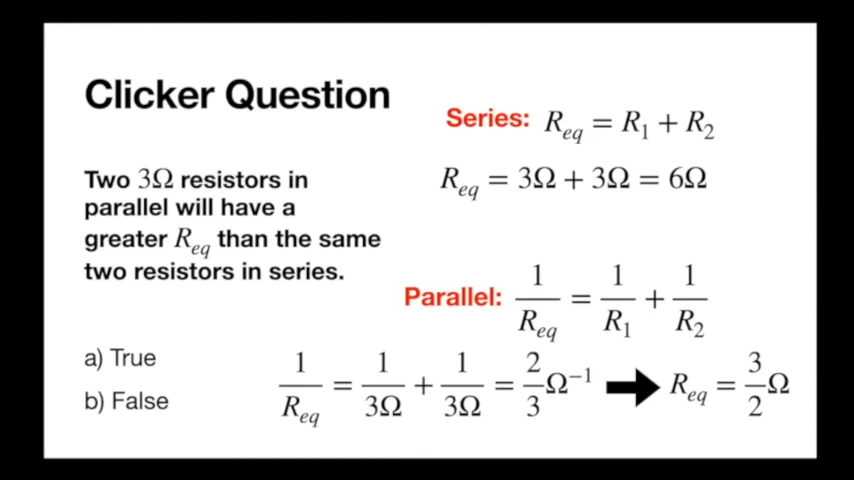 Clicker Question
Two 3Ω resistors in
parallel will have a
greater R_eq than the same
two resistors in series.
a) True
b) False
Series: R_eq = R_1 + R_2
R_eq = 3Ω + 3Ω = 6Ω
Parallel: 1/R_eq = 1/R_1 + 1/R_2
1/R_eq = 1/3Ω + 1/3Ω = 2/3 Ω^-1 ➡ R_eq = 3/2 Ω